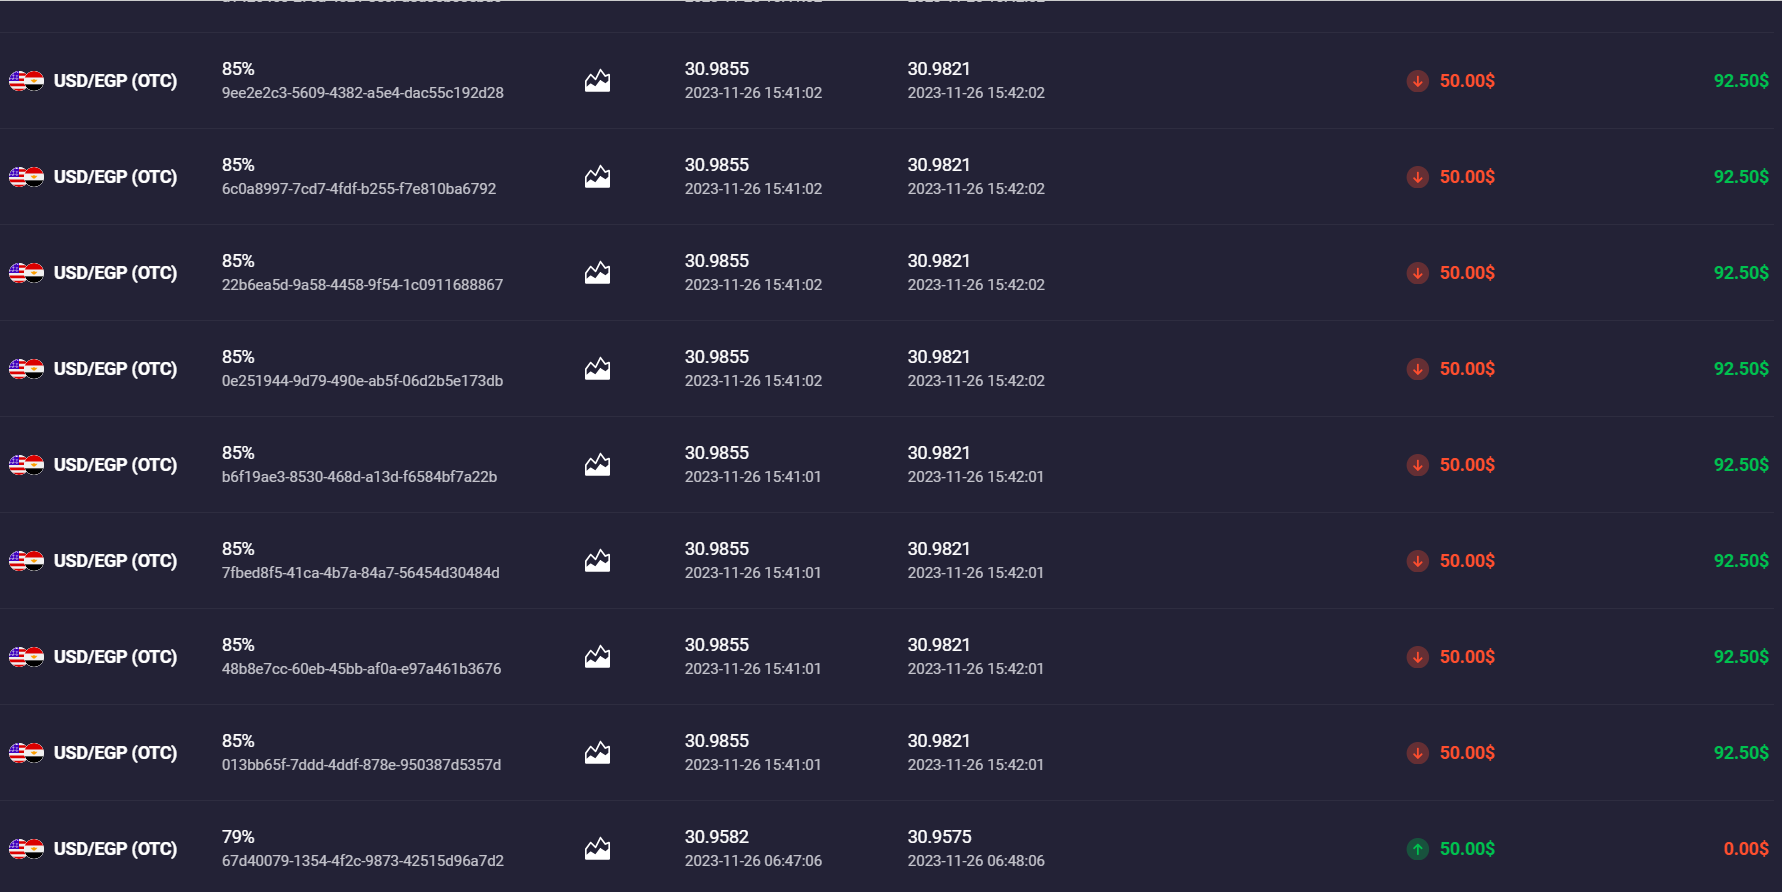 USD/EGP (OTC) 85% 30.9855 30.9821 50.00$ 92.50$
9ee2e2c3-5609-4382-a5e4-dac55c192d28 2023-11-26 15:41:02 2023-11-26 15:42:02
USD/EGP (OTC) 85% 30.9855 30.9821 50.00$ 92.50$
6c0a8997-7cd7-4fdf-b255-f7e810ba6792 2023-11-26 15:41:02 2023-11-26 15:42:02
USD/EGP (OTC) 85% 30.9855 30.9821 50.00$ 92.50$
22b6ea5d-9a58-4458-9f54-1c0911688867 2023-11-26 15:41:02 2023-11-26 15:42:02
USD/EGP (OTC) 85% 30.9855 30.9821 50.00$ 92.50$
0e251944-9d79-490e-ab5f-06d2b5e173db 2023-11-26 15:41:02 2023-11-26 15:42:02
USD/EGP (OTC) 85% 30.9855 30.9821 50.00$ 92.50$
b6f19ae3-8530-468d-a13d-f6584bf7a22b 2023-11-26 15:41:01 2023-11-26 15:42:01
USD/EGP (OTC) 85% 30.9855 30.9821 50.00$ 92.50$
7fbed8f5-41ca-4b7a-84a7-56454d30484d 2023-11-26 15:41:01 2023-11-26 15:42:01
USD/EGP (OTC) 85% 30.9855 30.9821 50.00$ 92.50$
48b8e7cc-60eb-45bb-af0a-e97a461b3676 2023-11-26 15:41:01 2023-11-26 15:42:01
USD/EGP (OTC) 85% 30.9855 30.9821 50.00$ 92.50$
013bb65f-7ddd-4ddf-878e-950387d5357d 2023-11-26 15:41:01 2023-11-26 15:42:01
USD/EGP (OTC) 79% 30.9582 30.9575 50.00$ 0.00$
67d40079-1354-4f2c-9873-42515d96a7d2 2023-11-26 06:47:06 2023-11-26 06:48:06